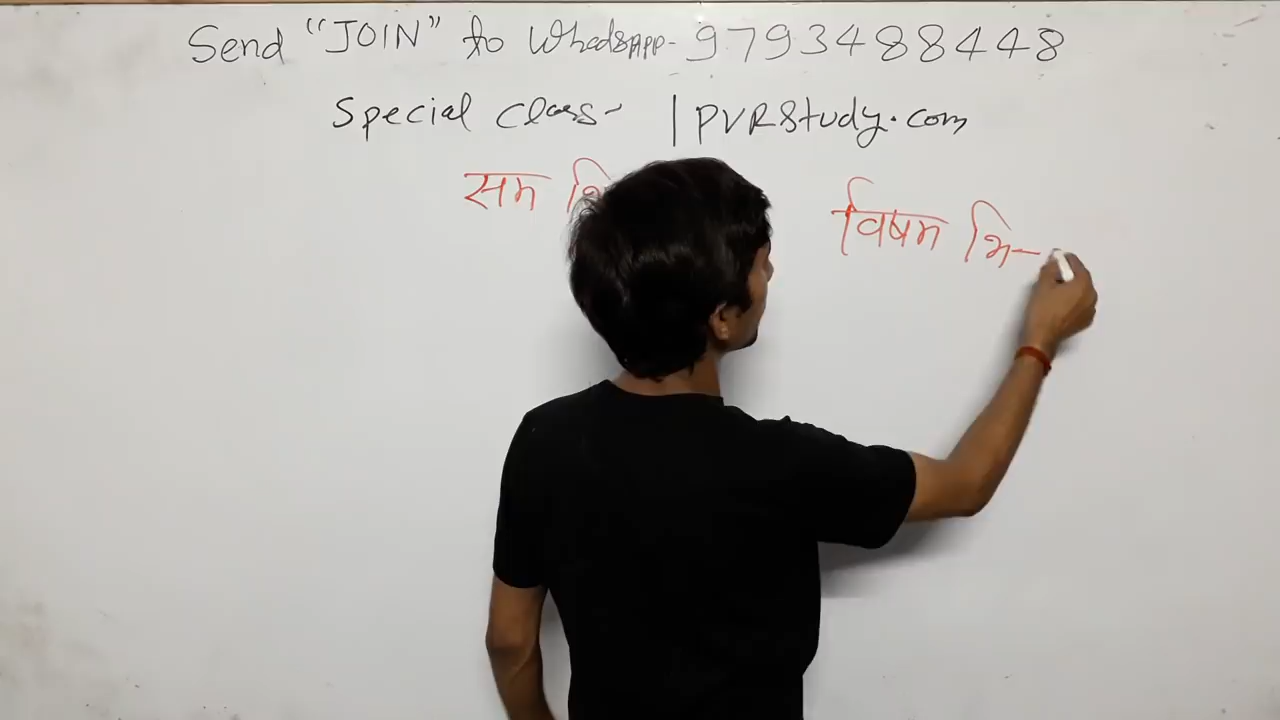 Send "JOIN" to WhatsApp- 9793488448
Special Class- | PVRStudy.com
सम
विषम